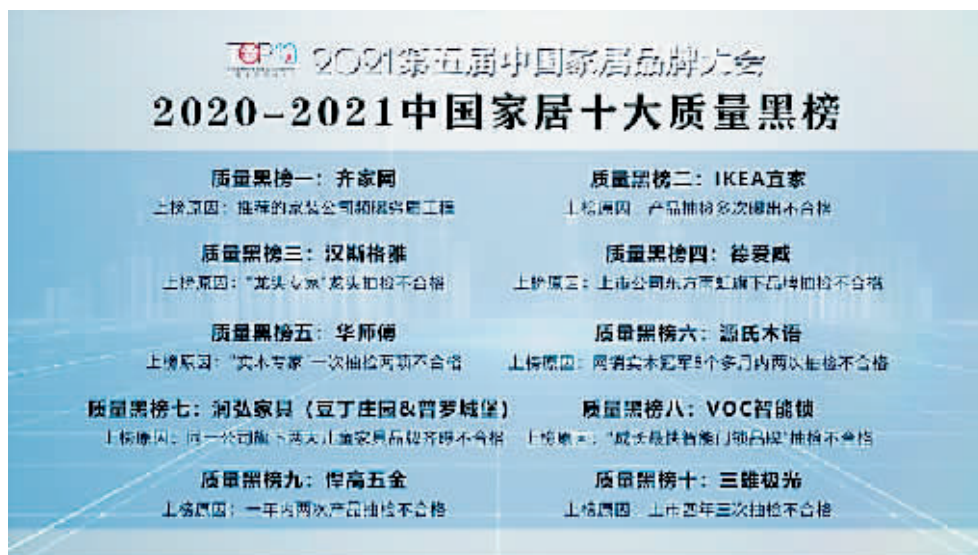 TOP10 2021第五届中国家居品牌大会
2020-2021中国家居十大质量黑榜
质量黑榜一：齐家网
上榜原因：推荐的家装公司频曝劣质工程
质量黑榜二：IKEA宜家
上榜原因：产品抽检多次曝出不合格
质量黑榜三：汉斯格雅
上榜原因："龙头专家"龙头抽检不合格
质量黑榜四：德爱威
上榜原因：上市公司东方雨虹旗下品牌抽检不合格
质量黑榜五：华师傅
上榜原因："实木专家"一次抽检两项不合格
质量黑榜六：源氏木语
上榜原因：网销实木冠军5个多月内两次抽检不合格
质量黑榜七：润弘家具（豆丁庄园&普罗城堡）
上榜原因：同一公司旗下两大儿童家具品牌齐曝不合格
质量黑榜八：VOC智能锁
上榜原因："成长最快智能门锁品牌"抽检不合格
质量黑榜九：悍高五金
上榜原因：一年内两次产品抽检不合格
质量黑榜十：三雄极光
上榜原因：上市四年三次抽检不合格